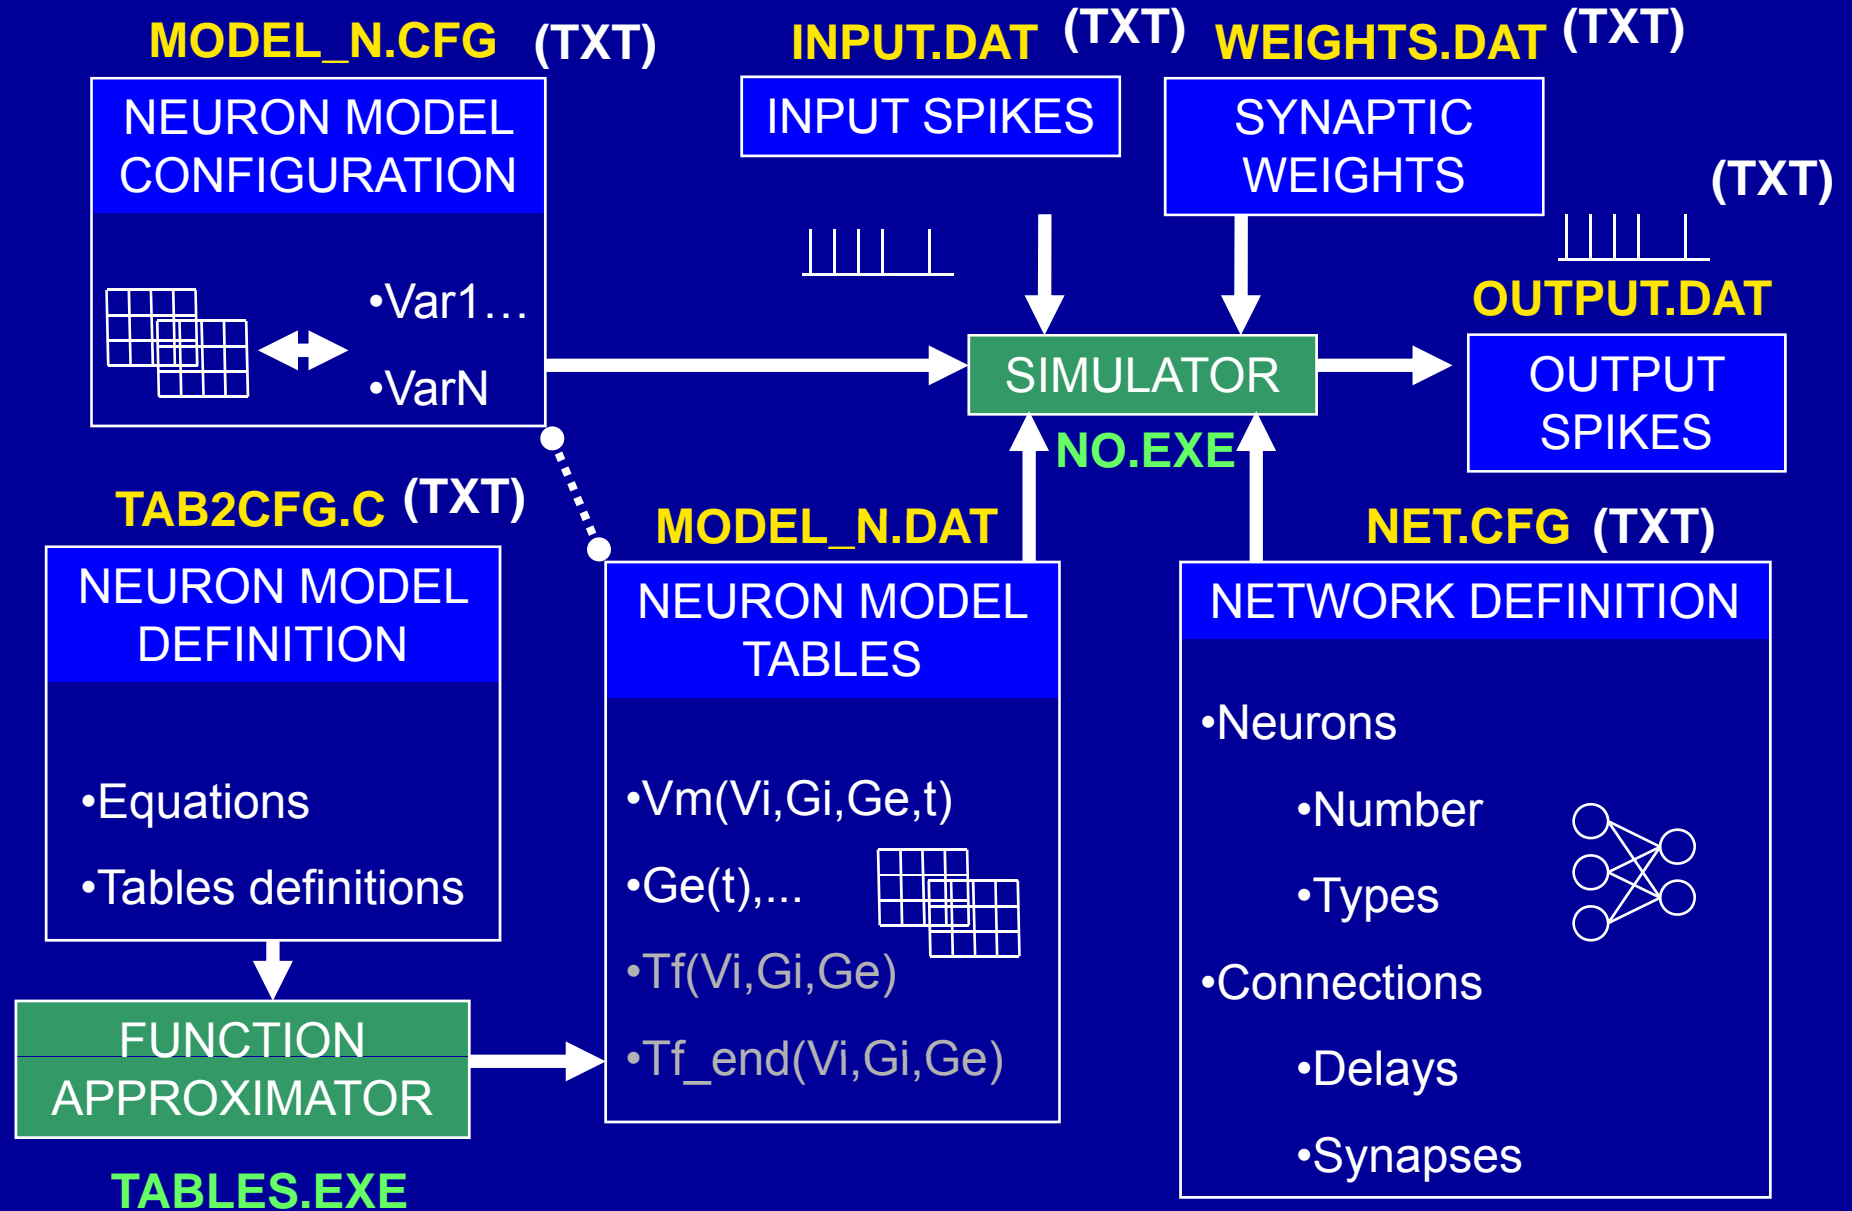 MODEL_N.CFG (TXT)
NEURON MODEL
CONFIGURATION
•Var1…
•VarN
INPUT.DAT (TXT)
INPUT SPIKES
WEIGHTS.DAT (TXT)
SYNAPTIC
WEIGHTS
(TXT)
OUTPUT.DAT
OUTPUT
SPIKES
SIMULATOR
NO.EXE
TAB2CFG.C (TXT)
NEURON MODEL
DEFINITION
•Equations
•Tables definitions
FUNCTION
APPROXIMATOR
TABLES.EXE
MODEL_N.DAT
NEURON MODEL
TABLES
•Vm(Vi,Gi,Ge,t)
•Ge(t),...
•Tf(Vi,Gi,Ge)
•Tf_end(Vi,Gi,Ge)
NET.CFG (TXT)
NETWORK DEFINITION
•Neurons
•Number
•Types
•Connections
•Delays
•Synapses